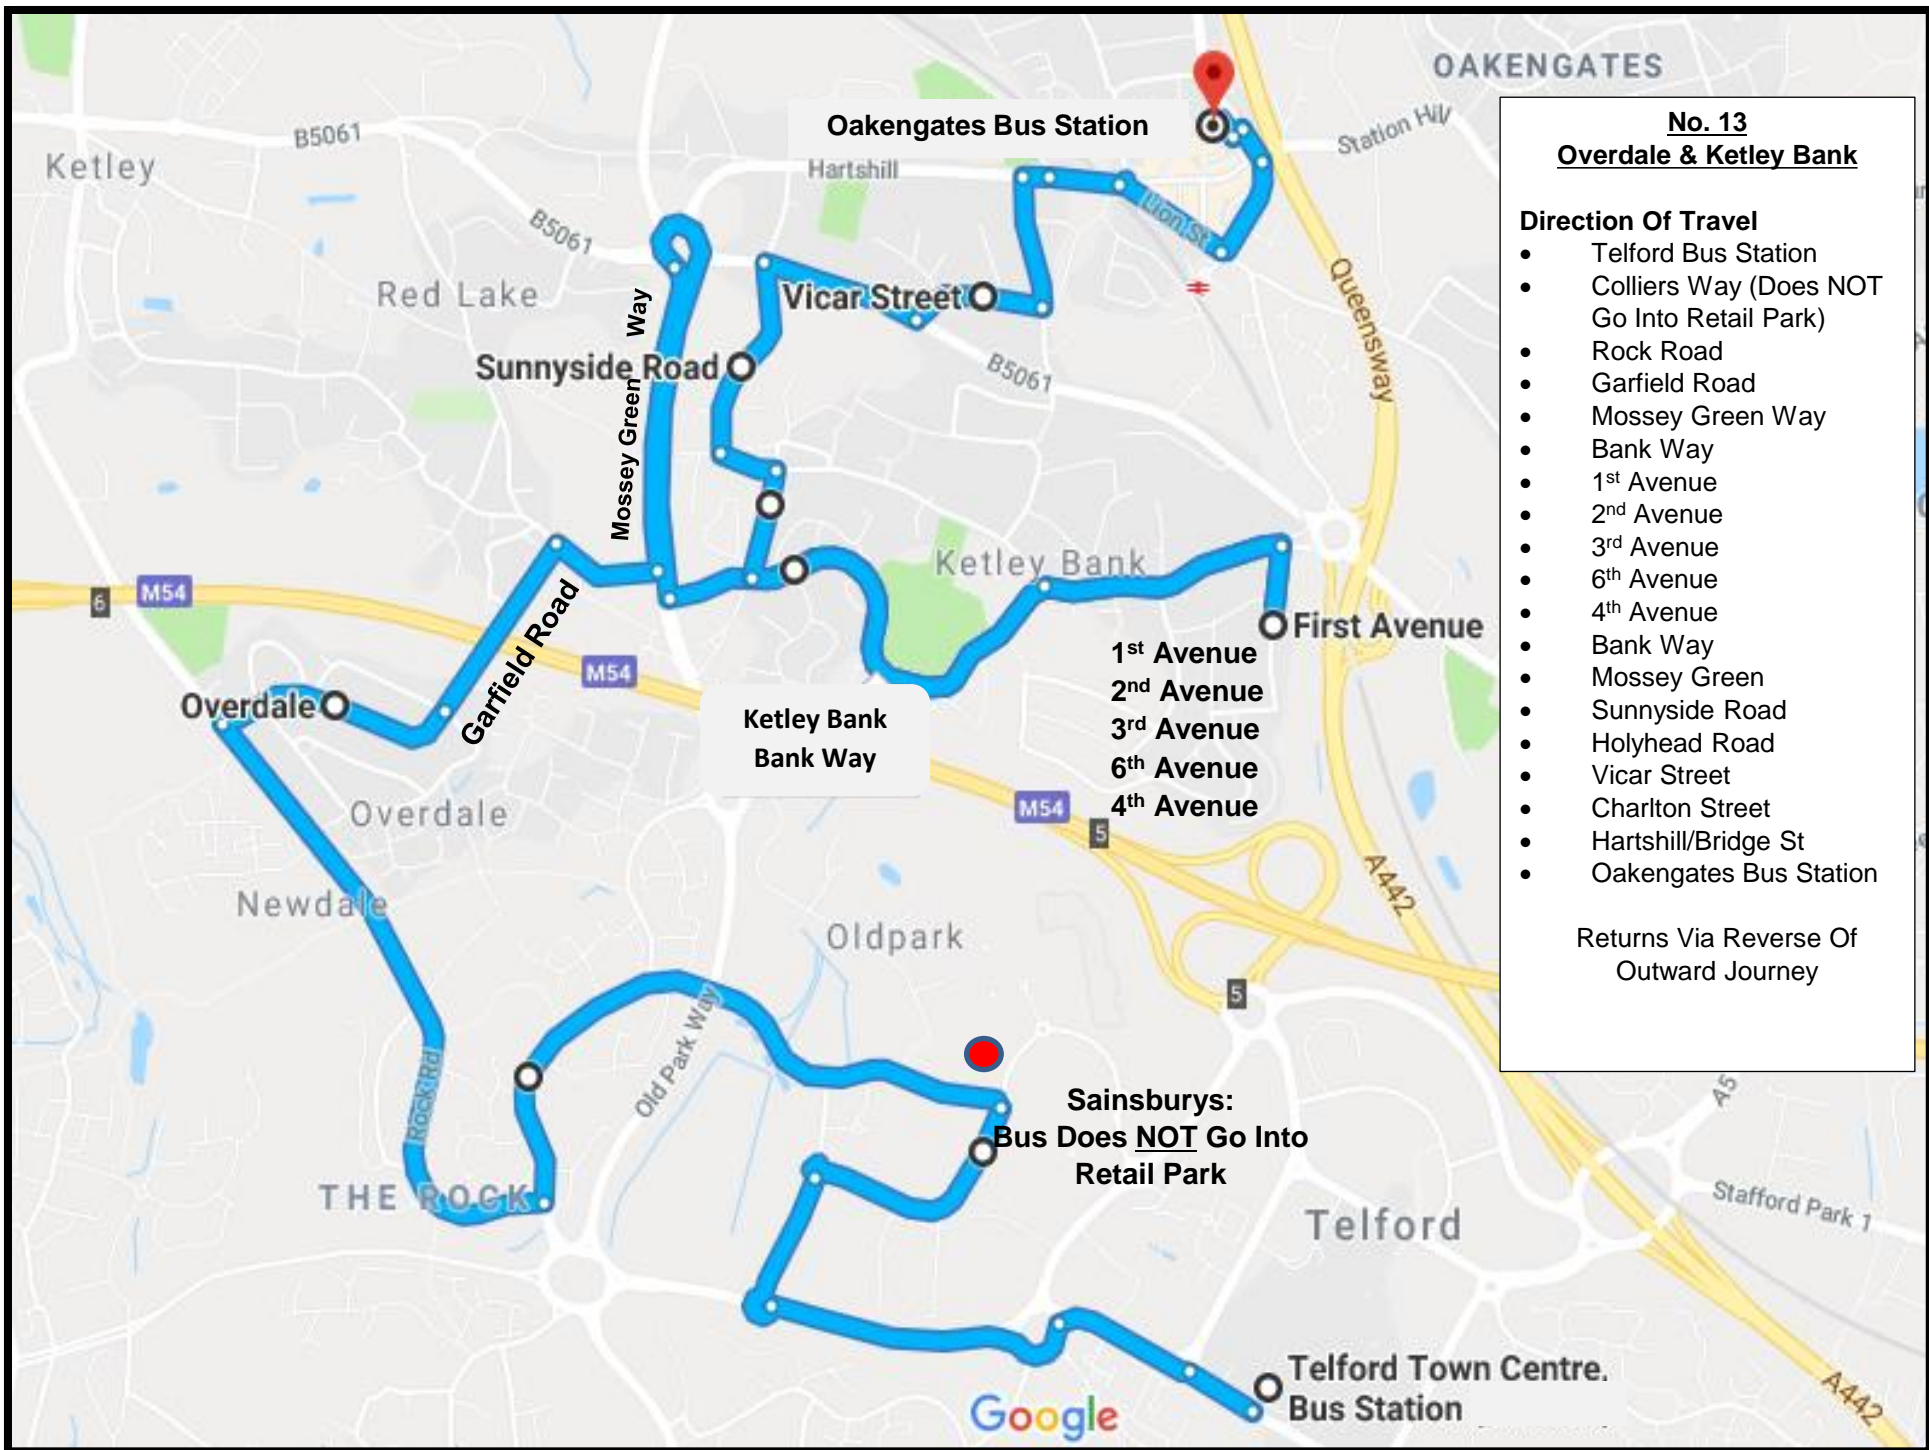 OAKENGATES
Oakengates Bus Station
Station Hill
B5061
Ketley
Hartshill
Lion St
B5061
Red Lake
Vicar Street
Queensway
Mossey Green Way
Sunnyside Road
B5061
Ketley Bank
M54
6
First Avenue
Garfield Road
M54
1st Avenue
2nd Avenue
3rd Avenue
6th Avenue
4th Avenue
Overdale
Ketley Bank
Bank Way
M54
5
Overdale
A442
Newdale
Oldpark
5
Rock Rd
Old Park Way
Sainsburys:
Bus Does NOT Go Into
Retail Park
A5
THE ROCK
Stafford Park 1
Telford
Telford Town Centre,
Bus Station
A442
Google
No. 13
Overdale & Ketley Bank
Direction Of Travel
• Telford Bus Station
• Colliers Way (Does NOT
Go Into Retail Park)
• Rock Road
• Garfield Road
• Mossey Green Way
• Bank Way
• 1st Avenue
• 2nd Avenue
• 3rd Avenue
• 6th Avenue
• 4th Avenue
• Bank Way
• Mossey Green
• Sunnyside Road
• Holyhead Road
• Vicar Street
• Charlton Street
• Hartshill/Bridge St
• Oakengates Bus Station
Returns Via Reverse Of
Outward Journey